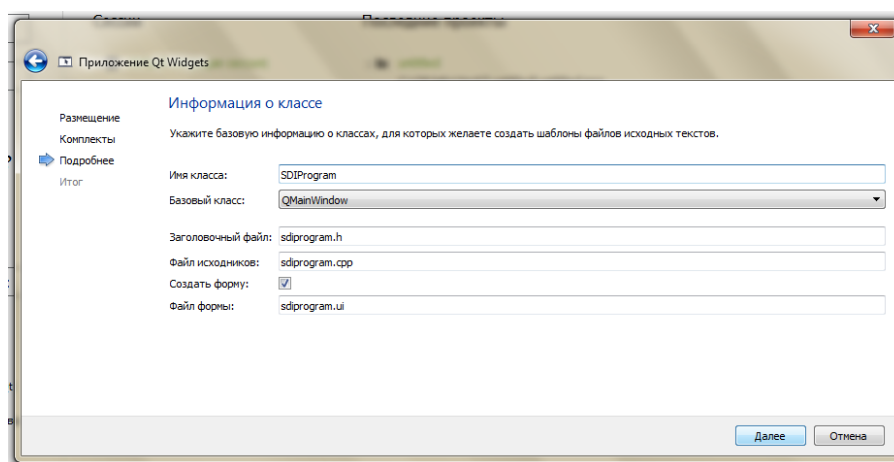 Приложение Qt Widgets
Информация о классе
Укажите базовую информацию о классах, для которых желаете создать шаблоны файлов исходных текстов.
Размещение
Комплекты
Подробнее
Итог
Имя класса: SDIProgram
Базовый класс: QMainWindow
Заголовочный файл: sdiprogram.h
Файл исходников: sdiprogram.cpp
Создать форму:
Файл формы: sdiprogram.ui
Далее Отмена